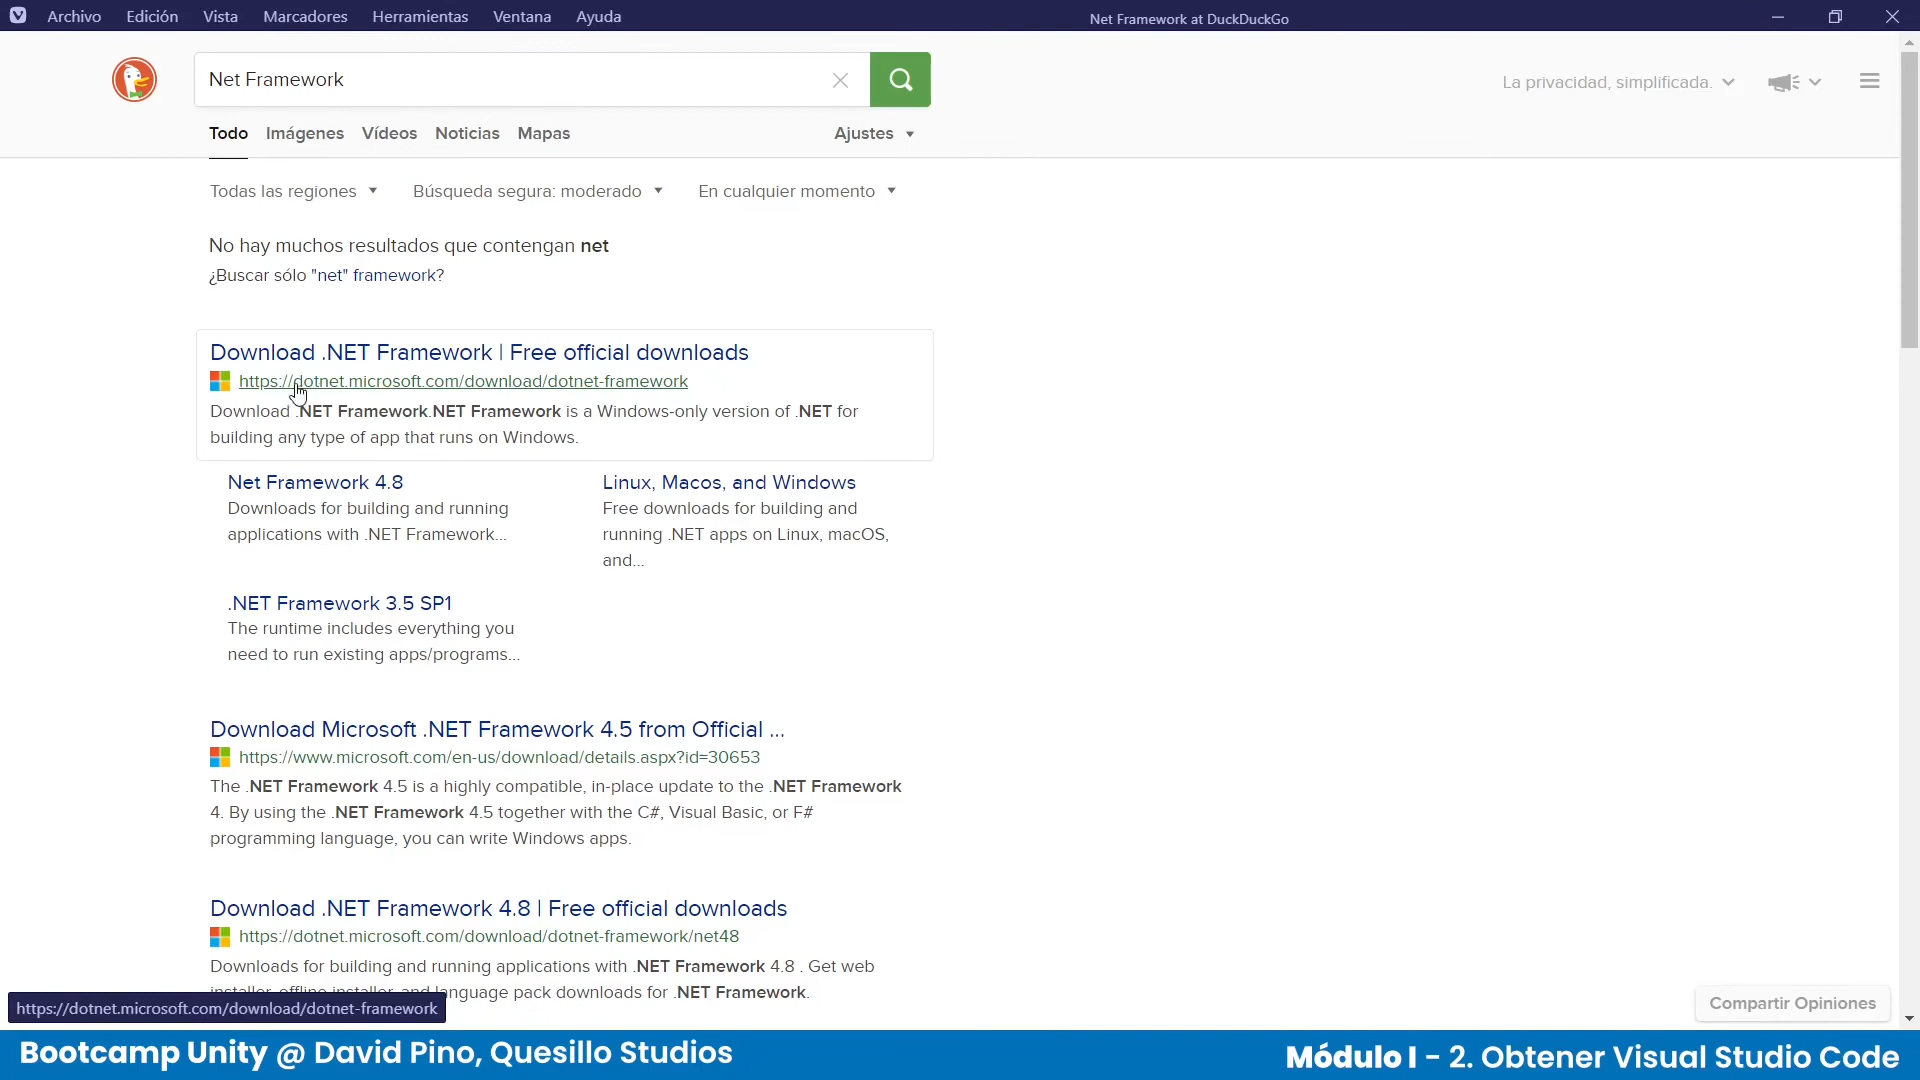 Archivo Edición Vista Marcadores Herramientas Ventana Ayuda
Net Framework at DuckDuckGo
Net Framework
La privacidad, simplificada.
Todo Imágenes Vídeos Noticias Mapas Ajustes
Todas las regiones Búsqueda segura: moderado En cualquier momento
No hay muchos resultados que contengan net
¿Buscar sólo "net" framework?
Download .NET Framework | Free official downloads
https://dotnet.microsoft.com/download/dotnet-framework
Download .NET Framework.NET Framework is a Windows-only version of .NET for
building any type of app that runs on Windows.
Net Framework 4.8
Downloads for building and running
applications with .NET Framework...
Linux, Macos, and Windows
Free downloads for building and
running .NET apps on Linux, macOS,
and...
.NET Framework 3.5 SP1
The runtime includes everything you
need to run existing apps/programs...
Download Microsoft .NET Framework 4.5 from Official ...
https://www.microsoft.com/en-us/download/details.aspx?id=30653
The .NET Framework 4.5 is a highly compatible, in-place update to the .NET Framework
4. By using the .NET Framework 4.5 together with the C#, Visual Basic, or F#
programming language, you can write Windows apps.
Download .NET Framework 4.8 | Free official downloads
https://dotnet.microsoft.com/download/dotnet-framework/net48
Downloads for building and running applications with .NET Framework 4.8 . Get web
installer, offline installer, and language pack downloads for .NET Framework.
https://dotnet.microsoft.com/download/dotnet-framework
Compartir Opiniones
Bootcamp Unity @ David Pino, Quesillo Studios
Módulo I - 2. Obtener Visual Studio Code